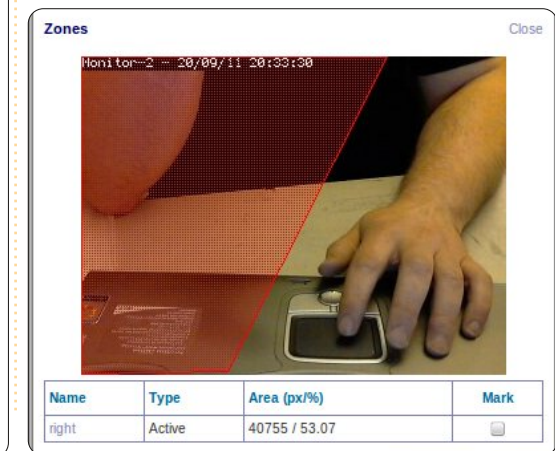 Zones Close
Monitor-2 - 20/09/11 20:33:30
Name Type Area (px/%) Mark
right Active 40755 / 53.07